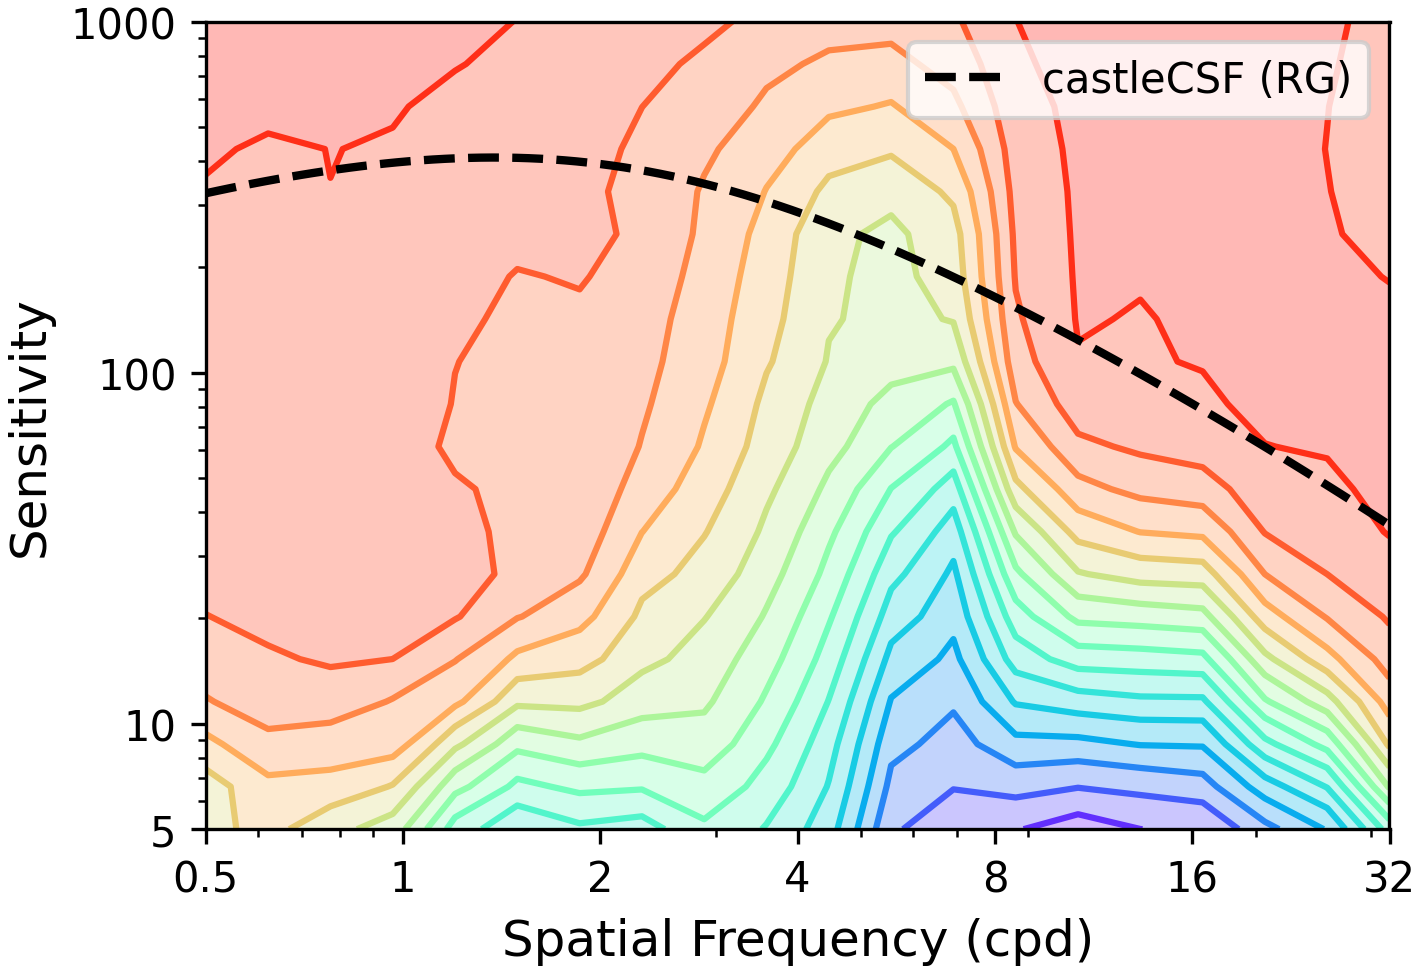 1000
castleCSF (RG)
100
Sensitivity
10
5
0.5 1 2 4 8 16 32
Spatial Frequency (cpd)